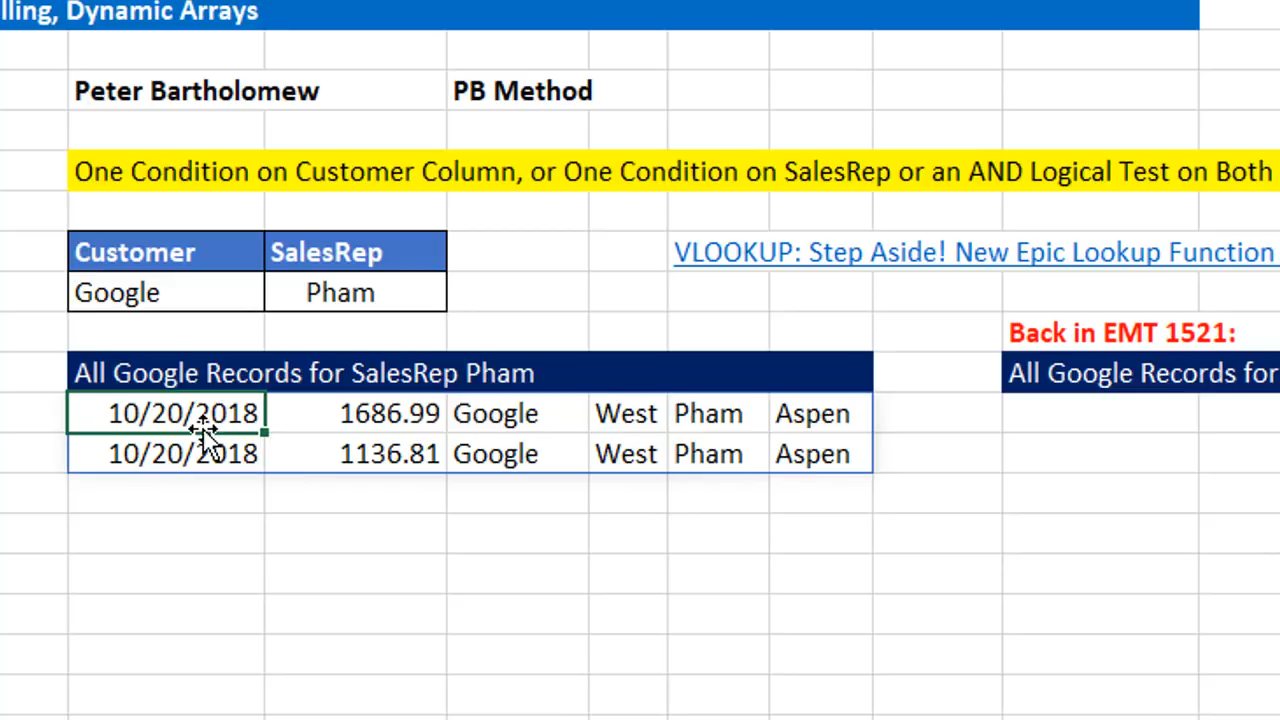 lling, Dynamic Arrays
Peter Bartholomew PB Method
One Condition on Customer Column, or One Condition on SalesRep or an AND Logical Test on Both
Customer SalesRep VLOOKUP: Step Aside! New Epic Lookup Function
Google Pham
Back in EMT 1521:
All Google Records for SalesRep Pham All Google Records for
10/20/2018 1686.99 Google West Pham Aspen
10/20/2018 1136.81 Google West Pham Aspen